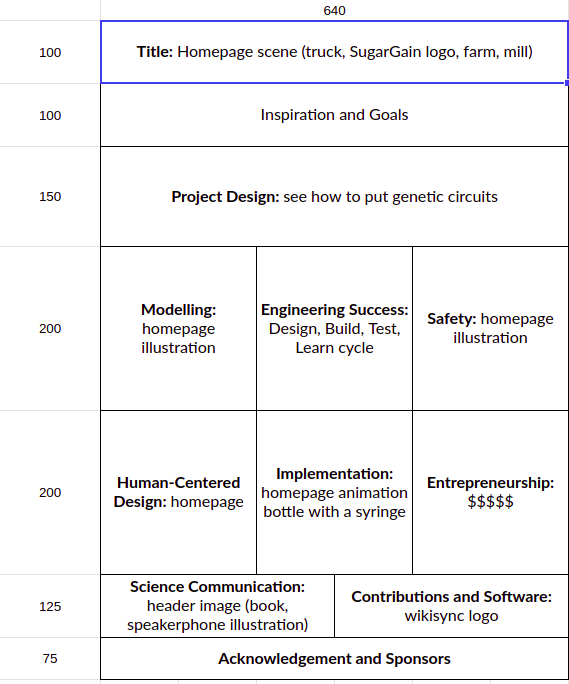 640
100
Title: Homepage scene (truck, SugarGain logo, farm, mill)
100
Inspiration and Goals
150
Project Design: see how to put genetic circuits
200
Modelling:
homepage
illustration
Engineering Success:
Design, Build, Test,
Learn cycle
Safety: homepage
illustration
200
Human-Centered
Design: homepage
Implementation:
homepage animation
bottle with a syringe
Entrepreneurship:
$$$$$
125
Science Communication:
header image (book,
speakerphone illustration)
Contributions and Software:
wikisync logo
75
Acknowledgement and Sponsors